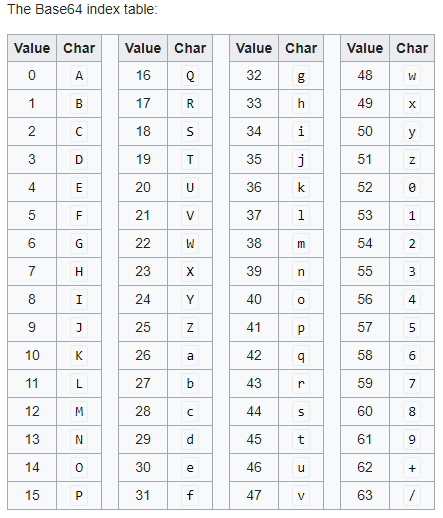 The Base64 index table:
Value Char Value Char Value Char Value Char
0 A 16 Q 32 g 48 w
1 B 17 R 33 h 49 x
2 C 18 S 34 i 50 y
3 D 19 T 35 j 51 z
4 E 20 U 36 k 52 0
5 F 21 V 37 l 53 1
6 G 22 W 38 m 54 2
7 H 23 X 39 n 55 3
8 I 24 Y 40 o 56 4
9 J 25 Z 41 p 57 5
10 K 26 a 42 q 58 6
11 L 27 b 43 r 59 7
12 M 28 c 44 s 60 8
13 N 29 d 45 t 61 9
14 O 30 e 46 u 62 +
15 P 31 f 47 v 63 /